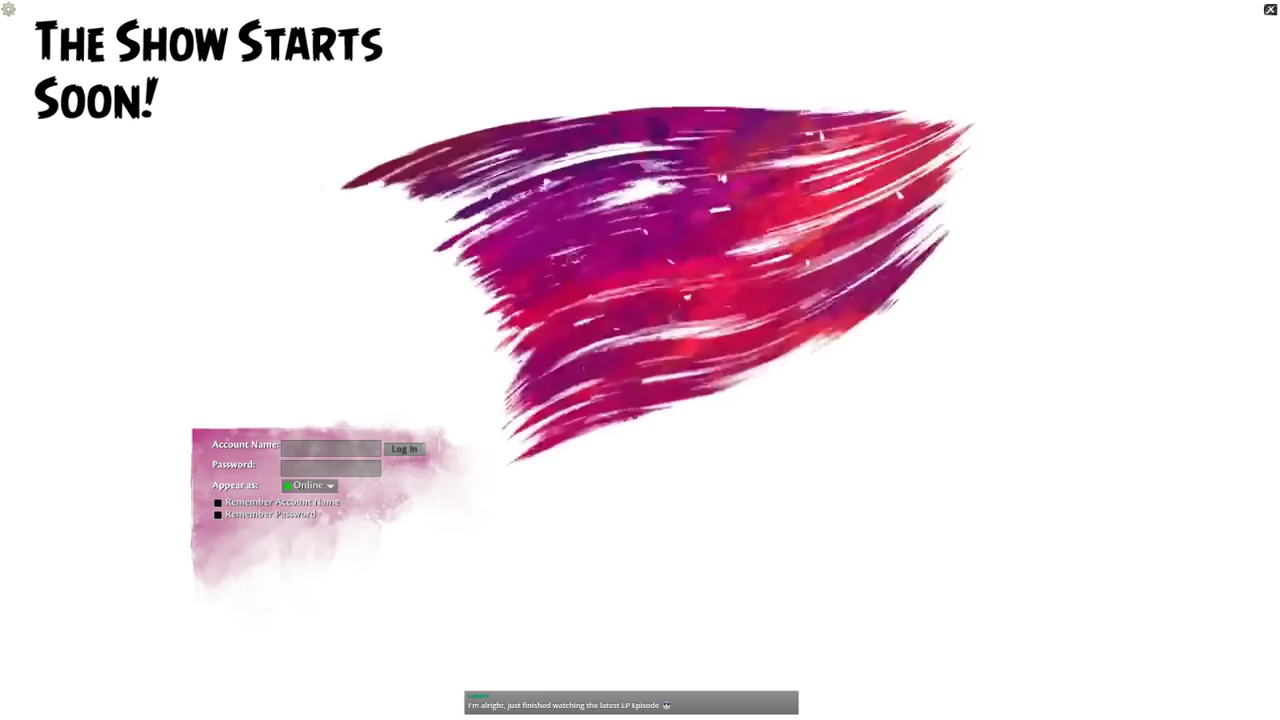 THE SHOW STARTS
SOON!
Account Name:
Log In
Password:
Appear as:
Online
Remember Account Name
Remember Password
I'm alright, just finished watching the latest LP Episode